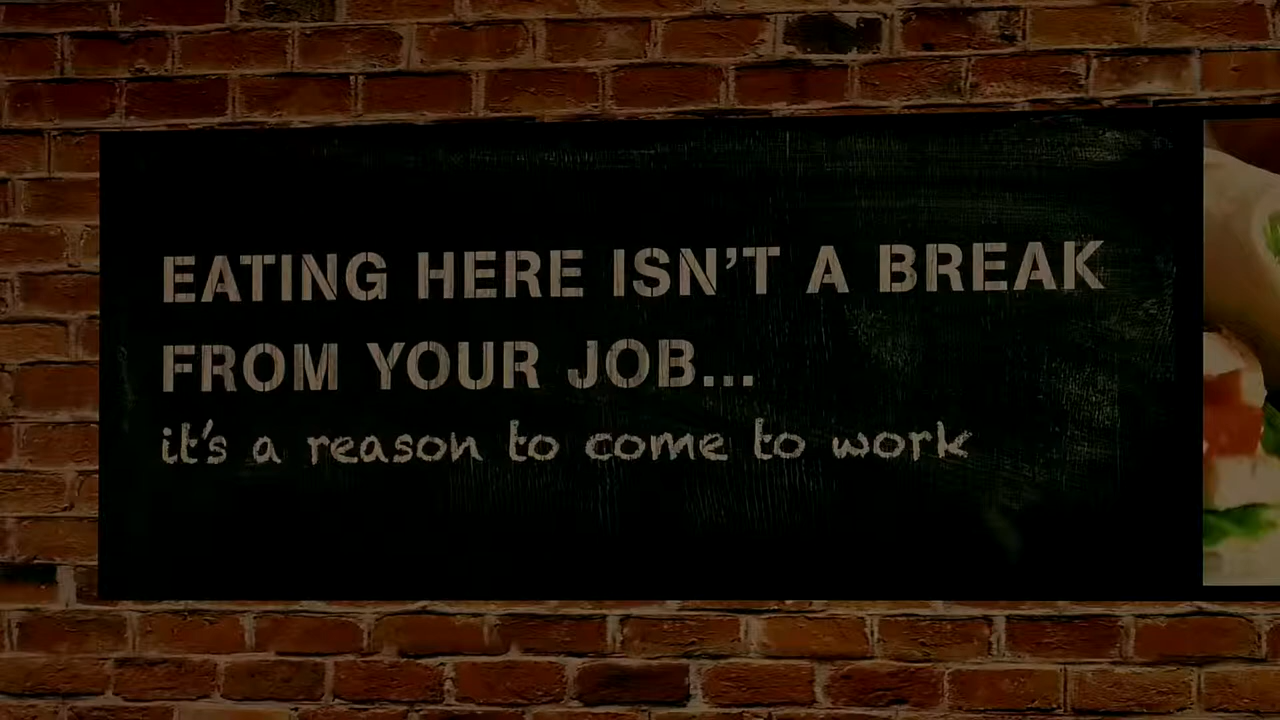 EATING HERE ISN'T A BREAK
FROM YOUR JOB...
it's a reason to come to work